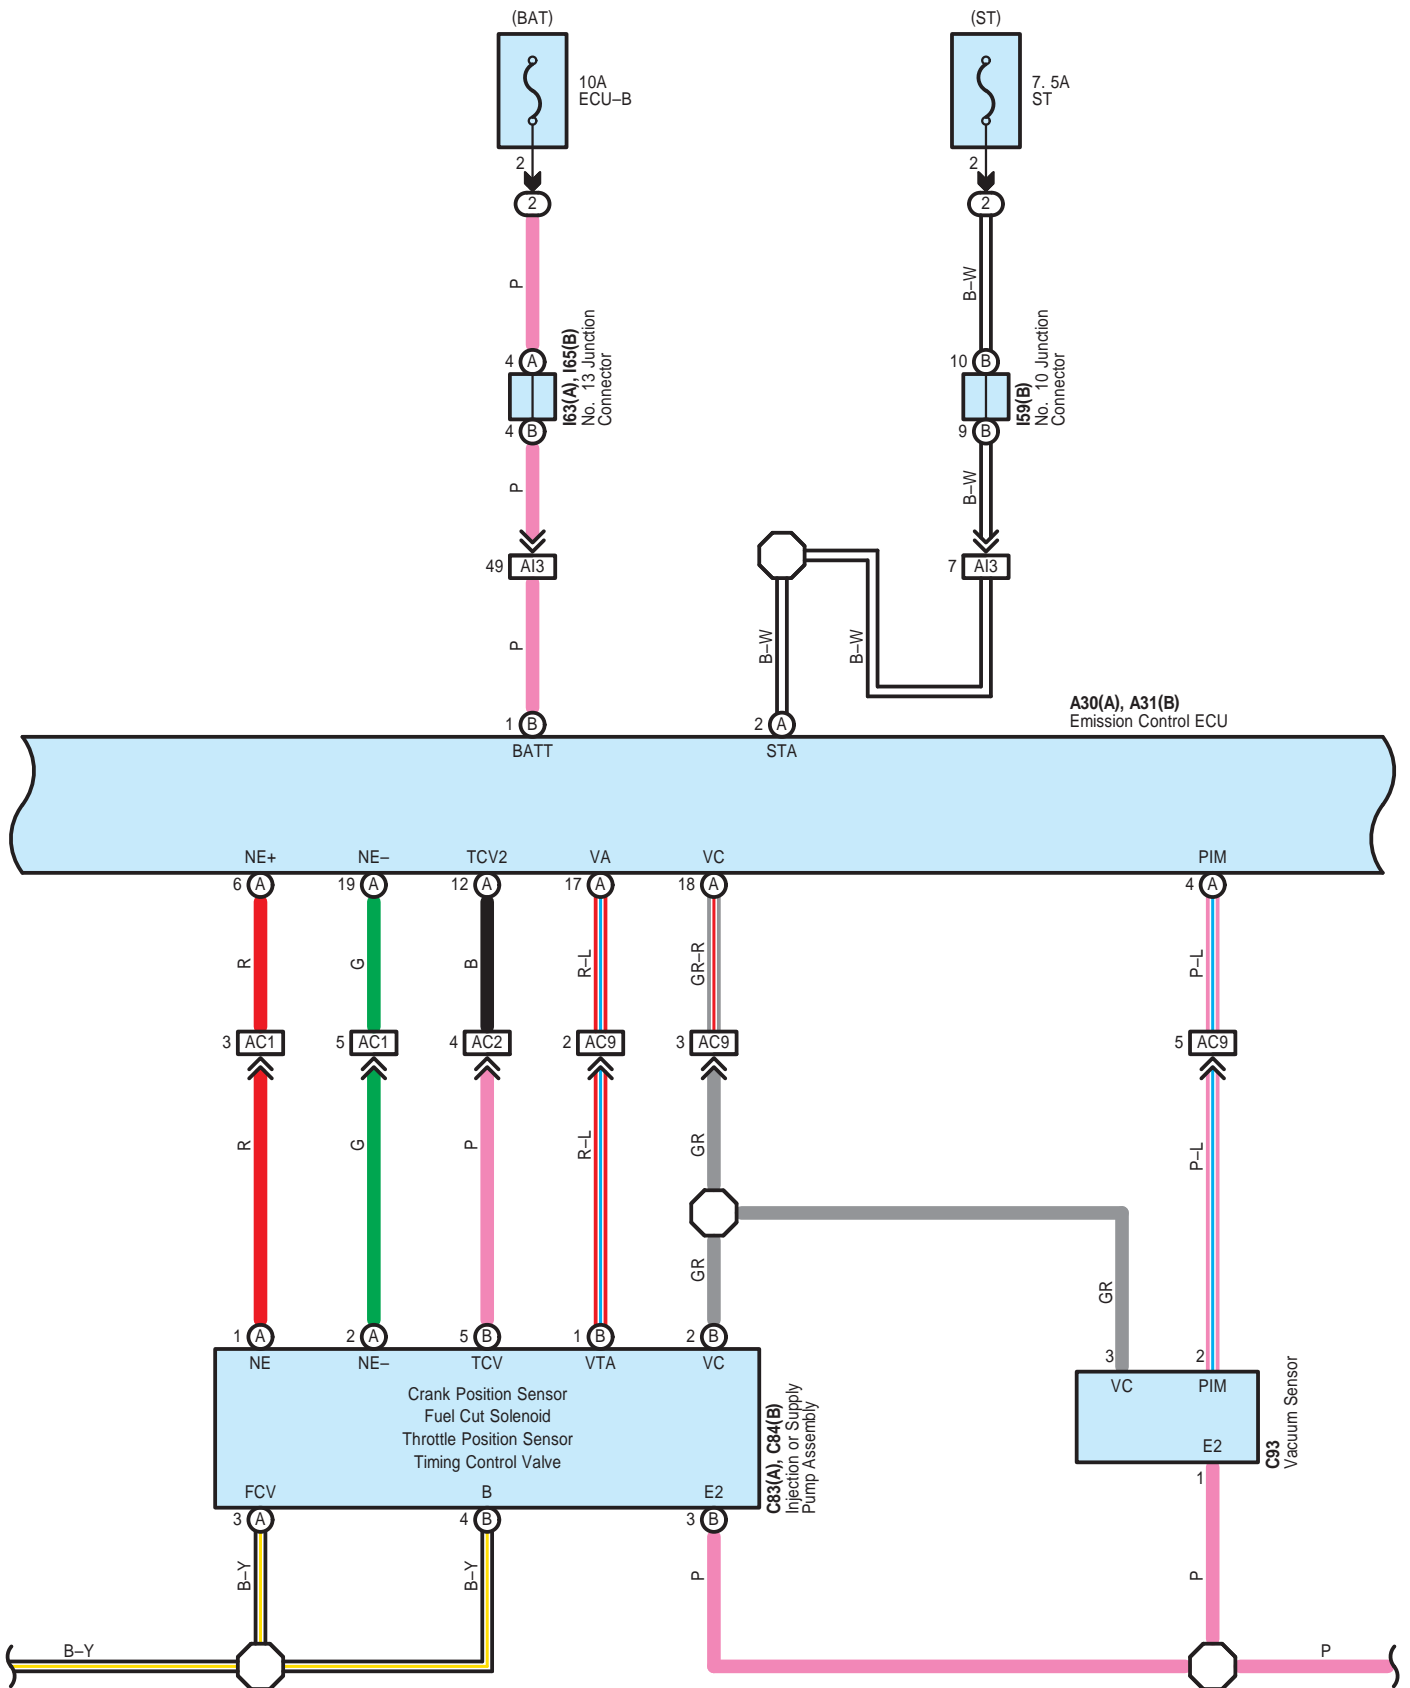 (BAT)
(ST)
10A
ECU–B
7. 5A
ST
2
2
2
2
P
B–W
4 A
I63(A), I65(B)
No. 13 Junction
Connector
4 B
10 B
I59(B)
No. 10 Junction
Connector
9 B
P
B–W
49 AI3
7 AI3
P
B–W
B–W
A30(A), A31(B)
Emission Control ECU
1 B
2 A
BATT
STA
NE+
NE–
TCV2
VA
VC
PIM
6 A
19 A
12 A
17 A
18 A
4 A
R
G
B
R–L
GR–R
P–L
3 AC1
5 AC1
4 AC2
2 AC9
3 AC9
5 AC9
R
G
P
R–L
GR
P–L
GR
GR
1 A
2 A
5 B
1 B
2 B
3
2
NE
NE–
TCV
VTA
VC
VC
PIM
Crank Position Sensor
Fuel Cut Solenoid
Throttle Position Sensor
Timing Control Valve
C83(A), C84(B)
Injection or Supply
Pump Assembly
E2
C93
Vacuum Sensor
1
FCV
B
E2
3 A
4 B
3 B
B–Y
B–Y
P
P
B–Y
P